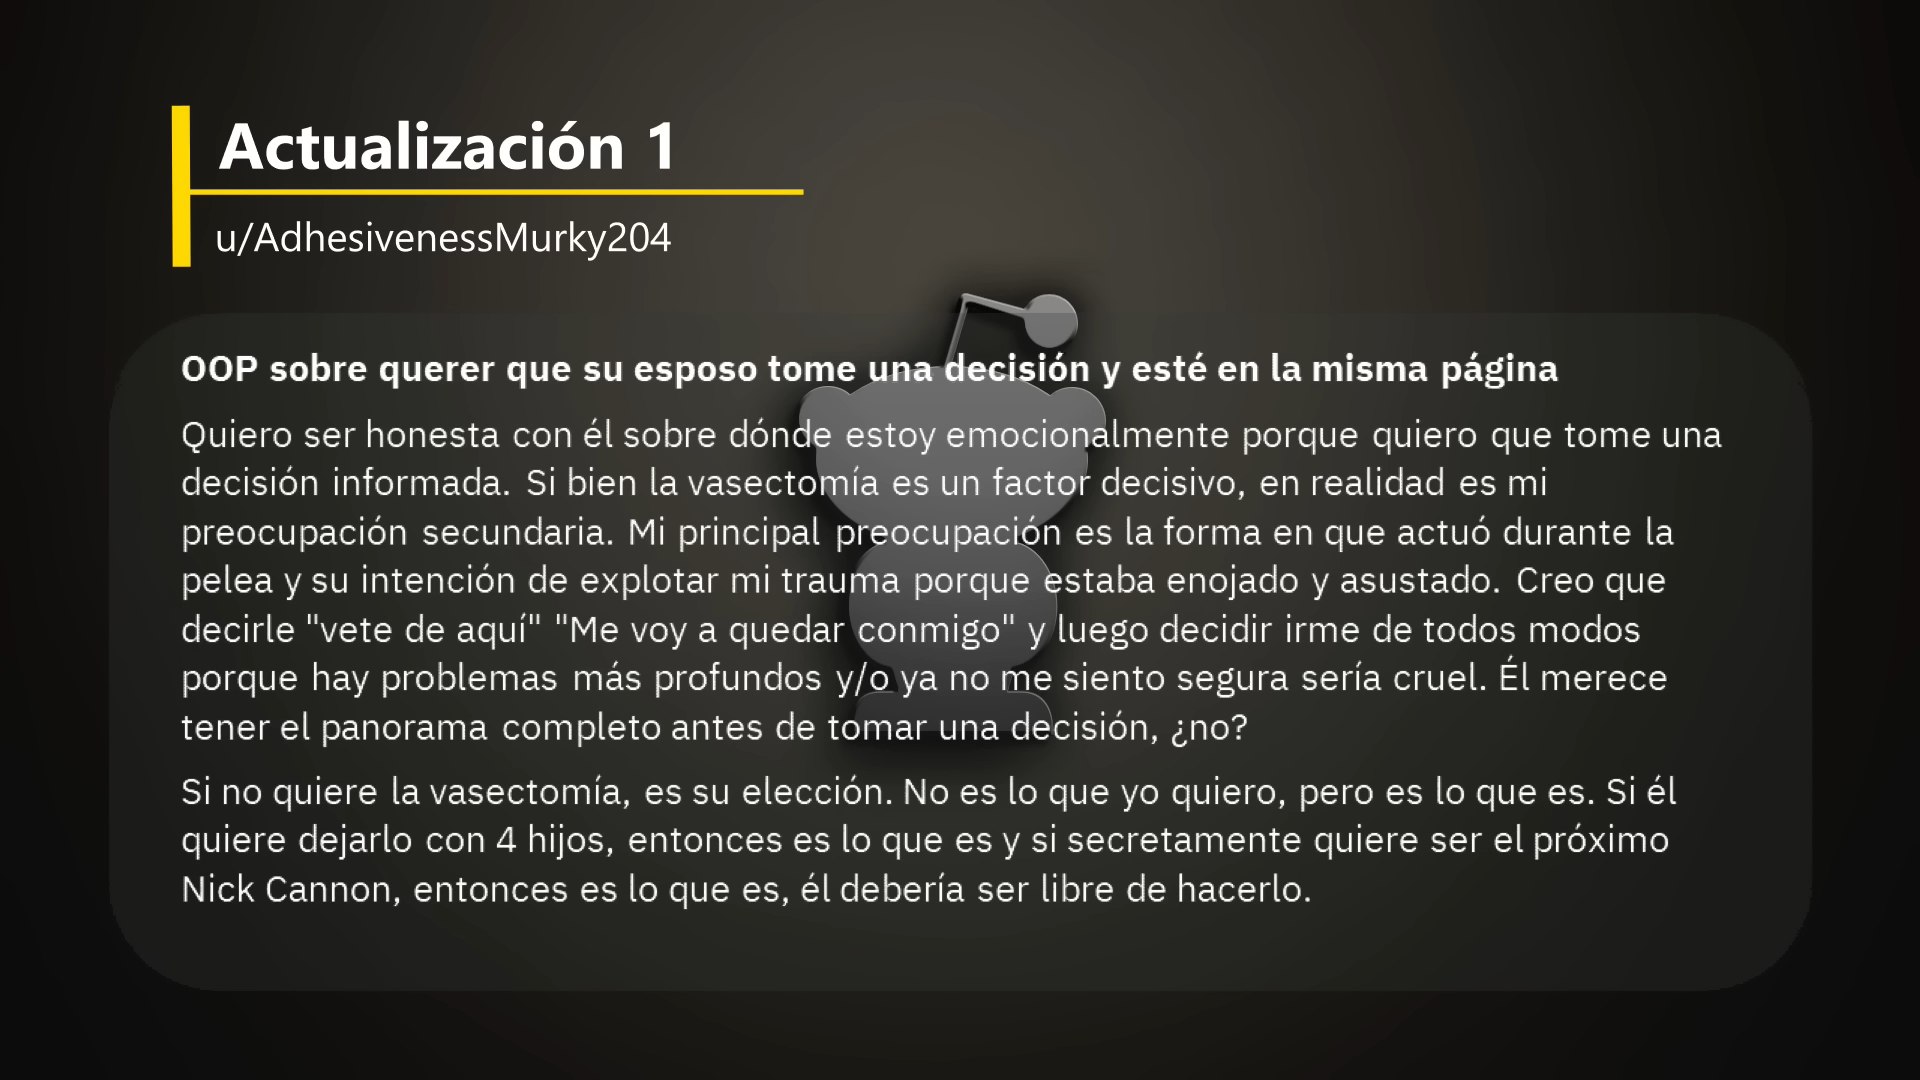 Actualización 1
u/AdhesivenessMurky204
OOP sobre querer que su esposo tome una decisión y esté en la misma página
Quiero ser honesta con él sobre dónde estoy emocionalmente porque quiero que tome una
decisión informada. Si bien la vasectomía es un factor decisivo, en realidad es mi
preocupación secundaria. Mi principal preocupación es la forma en que actuó durante la
pelea y su intención de explotar mi trauma porque estaba enojado y asustado. Creo que
decirle "vete de aquí" "Me voy a quedar conmigo" y luego decidir irme de todos modos
porque hay problemas más profundos y/o ya no me siento segura sería cruel. Él merece
tener el panorama completo antes de tomar una decisión, ¿no?
Si no quiere la vasectomía, es su elección. No es lo que yo quiero, pero es lo que es. Si él
quiere dejarlo con 4 hijos, entonces es lo que es y si secretamente quiere ser el próximo
Nick Cannon, entonces es lo que es, él debería ser libre de hacerlo.